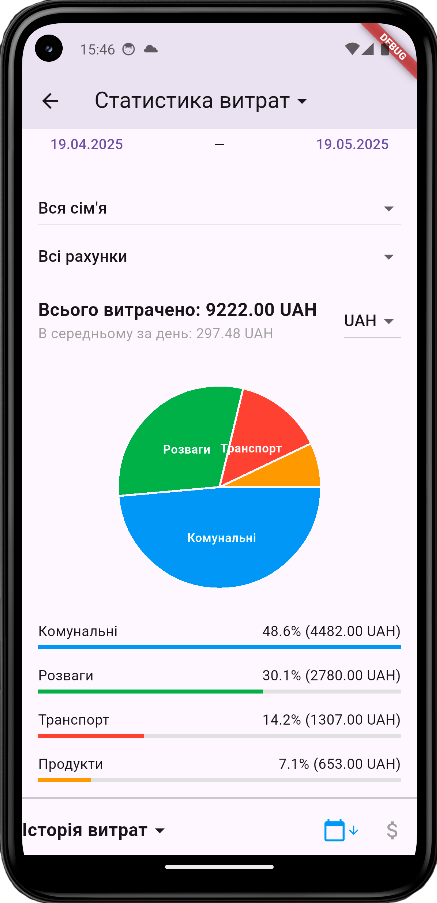 15:46
DEBUG
Статистика витрат
19.04.2025 – 19.05.2025
Вся сім'я
Всі рахунки
Всього витрачено: 9222.00 UAH
В середньому за день: 297.48 UAH
UAH
Розваги
Транспорт
Комунальні
Комунальні 48.6% (4482.00 UAH)
Розваги 30.1% (2780.00 UAH)
Транспорт 14.2% (1307.00 UAH)
Продукти 7.1% (653.00 UAH)
Історія витрат $